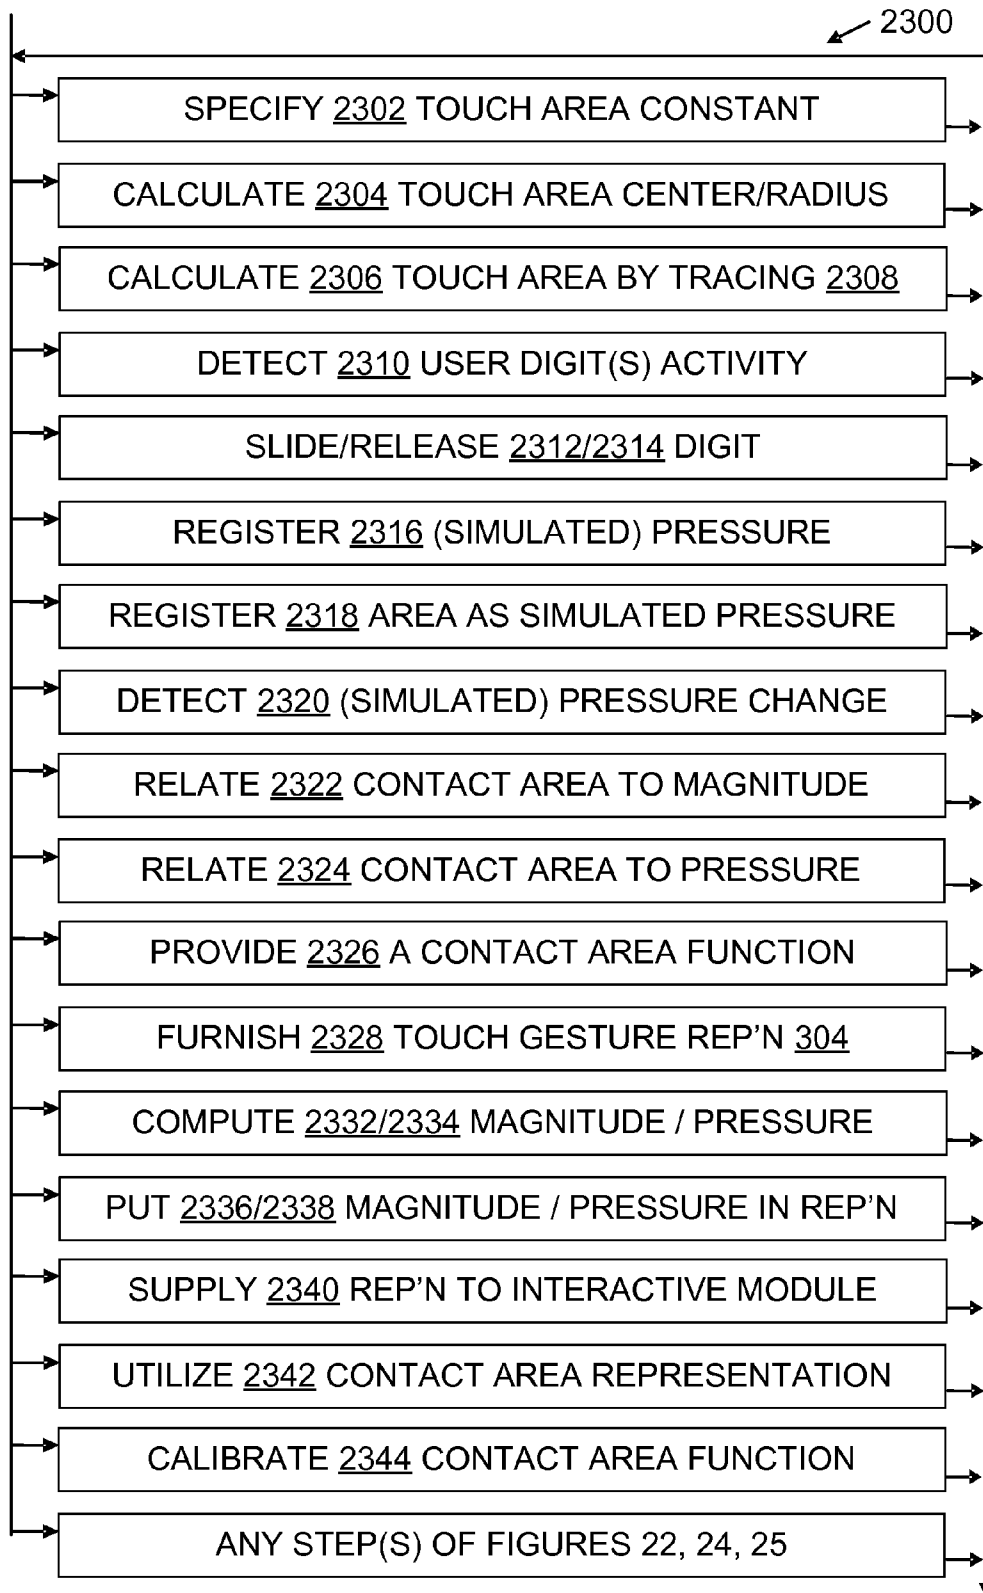 2300
SPECIFY 2302 TOUCH AREA CONSTANT
CALCULATE 2304 TOUCH AREA CENTER/RADIUS
CALCULATE 2306 TOUCH AREA BY TRACING 2308
DETECT 2310 USER DIGIT(S) ACTIVITY
SLIDE/RELEASE 2312/2314 DIGIT
REGISTER 2316 (SIMULATED) PRESSURE
REGISTER 2318 AREA AS SIMULATED PRESSURE
DETECT 2320 (SIMULATED) PRESSURE CHANGE
RELATE 2322 CONTACT AREA TO MAGNITUDE
RELATE 2324 CONTACT AREA TO PRESSURE
PROVIDE 2326 A CONTACT AREA FUNCTION
FURNISH 2328 TOUCH GESTURE REP’N 304
COMPUTE 2332/2334 MAGNITUDE / PRESSURE
PUT 2336/2338 MAGNITUDE / PRESSURE IN REP’N
SUPPLY 2340 REP’N TO INTERACTIVE MODULE
UTILIZE 2342 CONTACT AREA REPRESENTATION
CALIBRATE 2344 CONTACT AREA FUNCTION
ANY STEP(S) OF FIGURES 22, 24, 25